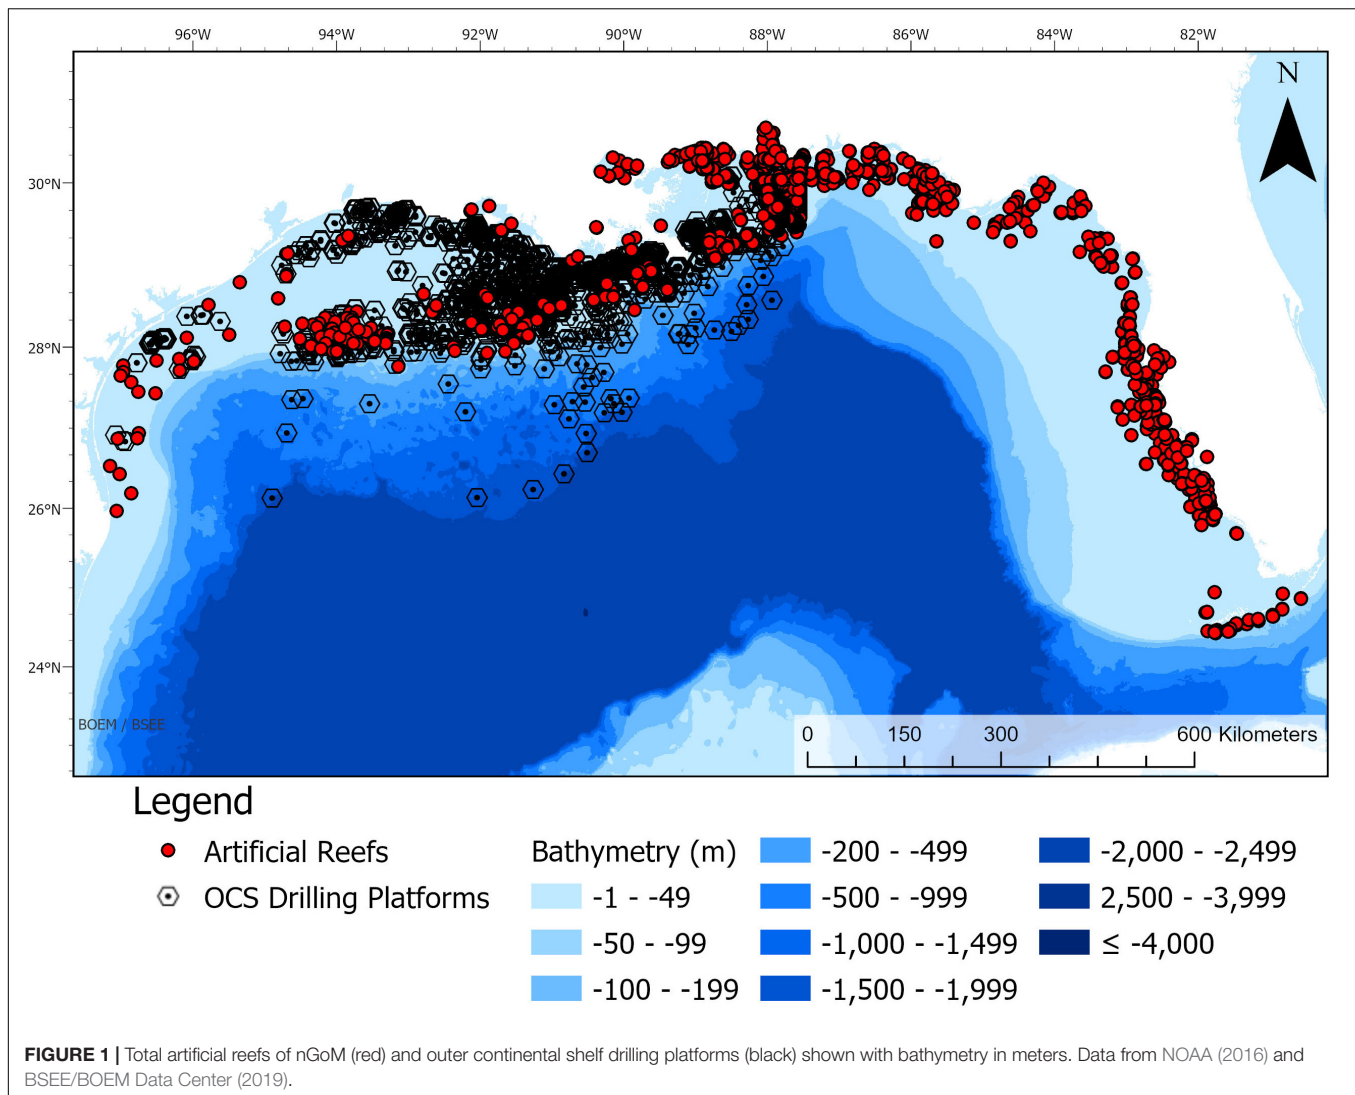 96°W 94°W 92°W 90°W 88°W 86°W 84°W 82°W
N
30°N
28°N
26°N
24°N
BOEM / BSEE
0 150 300 600 Kilometers
Legend
Artificial Reefs
OCS Drilling Platforms
Bathymetry (m)
-1 - -49
-50 - -99
-100 - -199
-200 - -499
-500 - -999
-1,000 - -1,499
-1,500 - -1,999
-2,000 - -2,499
2,500 - -3,999
≤ -4,000
FIGURE 1 | Total artificial reefs of nGoM (red) and outer continental shelf drilling platforms (black) shown with bathymetry in meters. Data from NOAA (2016) and
BSEE/BOEM Data Center (2019).